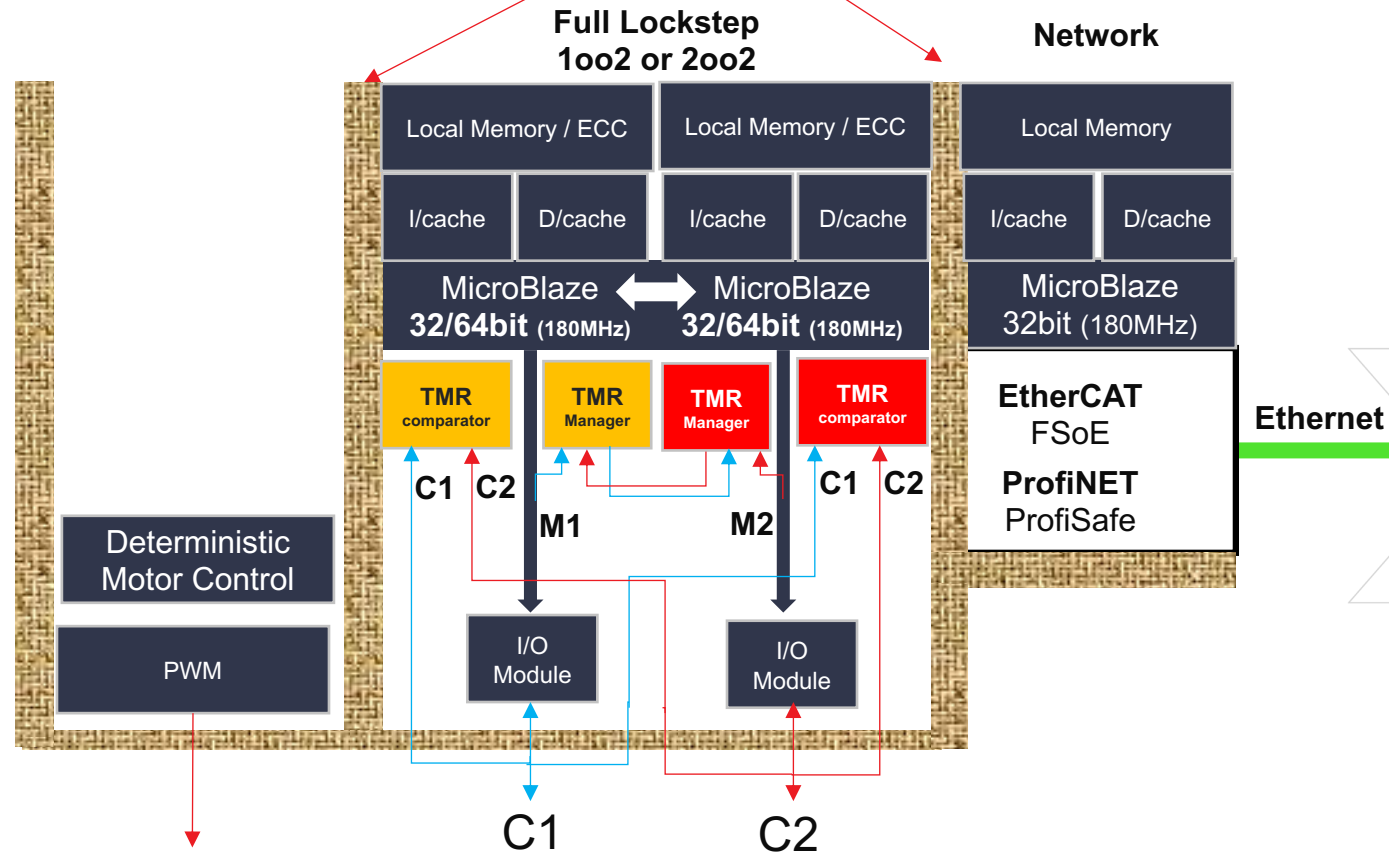 Full Lockstep
1oo2 or 2oo2
Network
Local Memory / ECC
Local Memory / ECC
Local Memory
I/cache
D/cache
I/cache
D/cache
I/cache
D/cache
MicroBlaze
32/64bit (180MHz)
MicroBlaze
32/64bit (180MHz)
MicroBlaze
32bit (180MHz)
TMR
comparator
TMR
Manager
TMR
Manager
TMR
comparator
EtherCAT
FSoE
ProfiNET
ProfiSafe
Ethernet
C1
C2
M1
M2
C1
C2
Deterministic
Motor Control
PWM
I/O
Module
I/O
Module
C1
C2